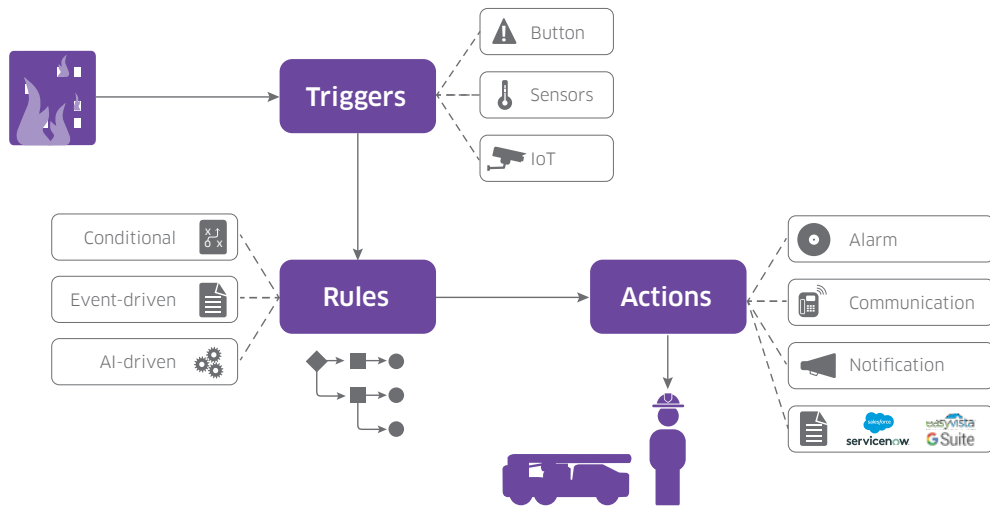 Triggers
Button
Sensors
IoT
Conditional
Event-driven
AI-driven
Rules
Actions
Alarm
Communication
Notification
salesforce
servicenow
easyvista
G Suite